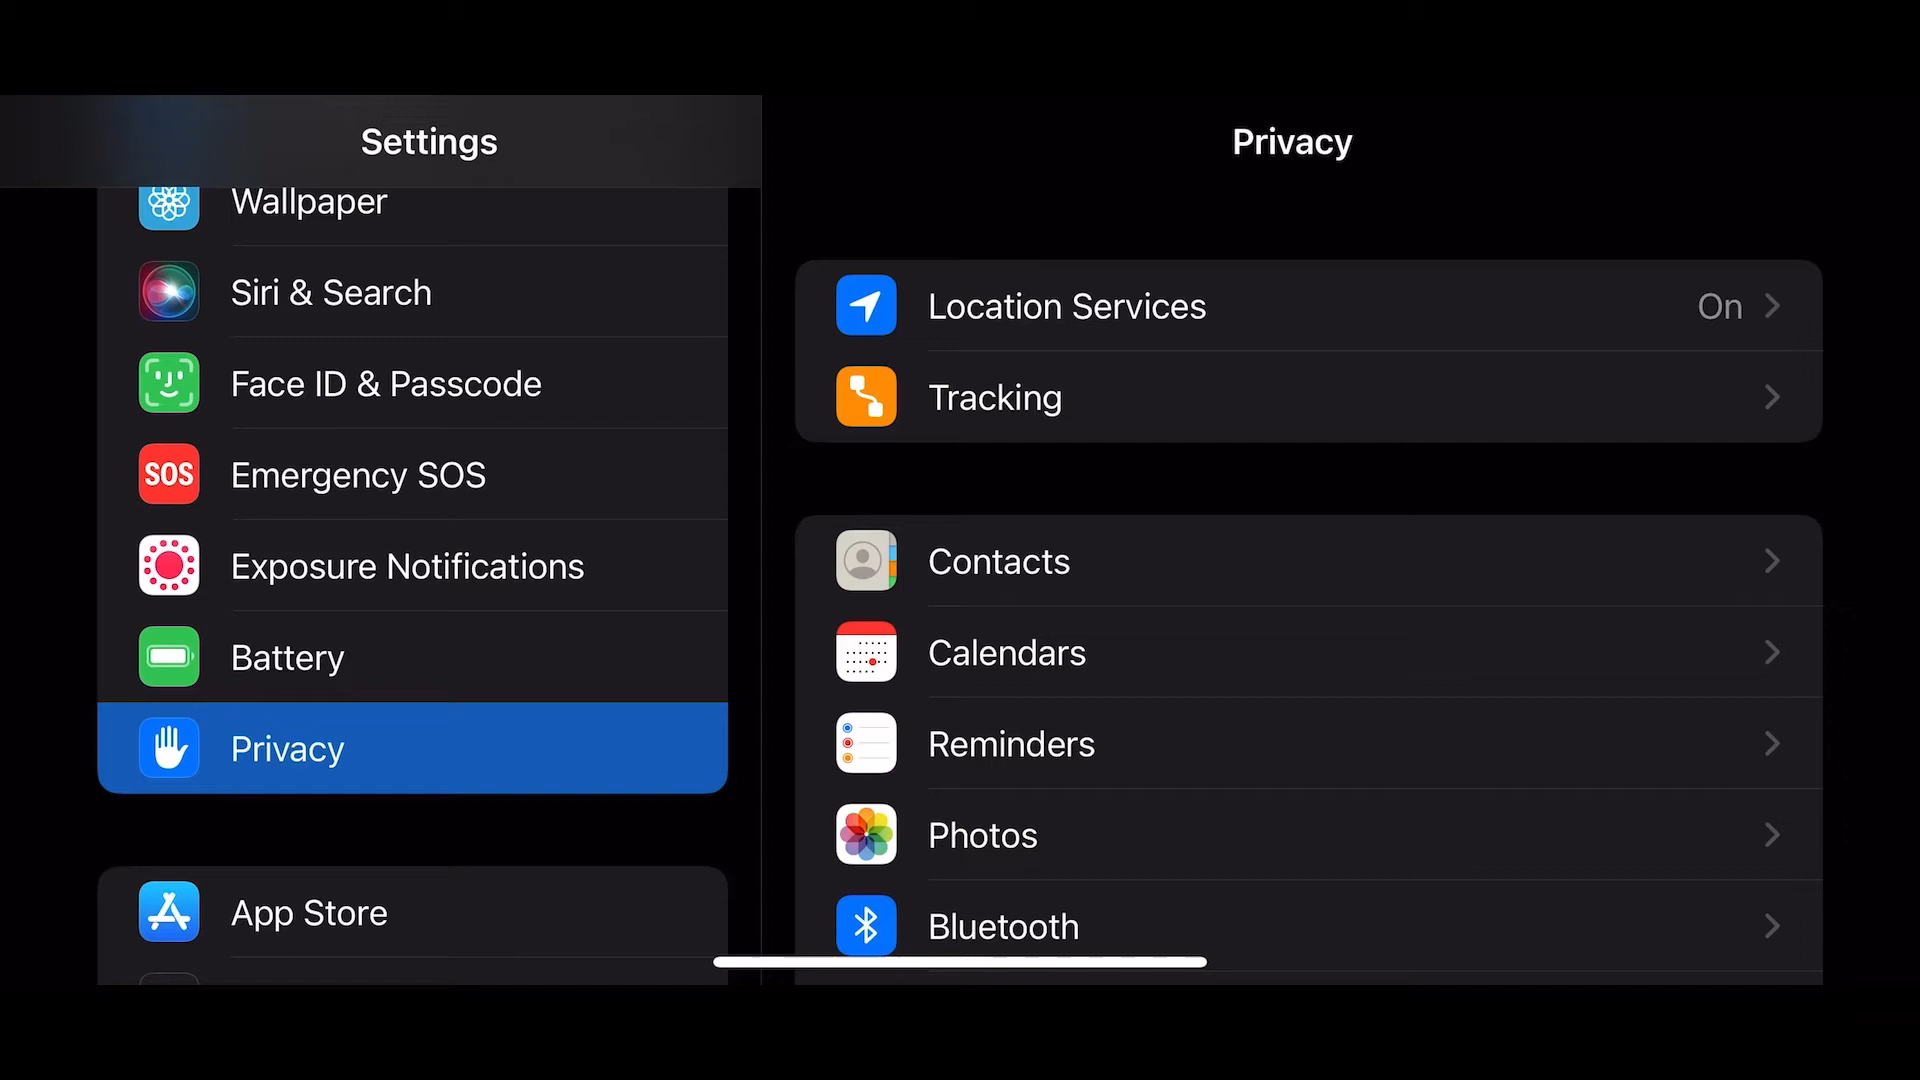 Settings
Wallpaper
Siri & Search
Face ID & Passcode
SOS
Emergency SOS
Exposure Notifications
Battery
Privacy
App Store
Privacy
Location Services On
Tracking
Contacts
Calendars
Reminders
Photos
Bluetooth